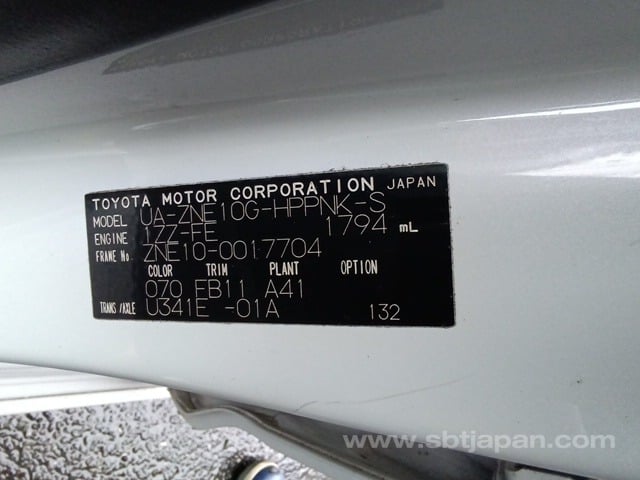 TOYOTA MOTOR CORPORATION JAPAN
MODEL UA-ZNE10G-HPPNK-S
ENGINE 1ZZ-FE 1794 mL
FRAME No. ZNE10-0017704
COLOR TRIM PLANT OPTION
070 FB11 A41
TRANS/AXLE U341E -01A 132
www.sbtjapan.com